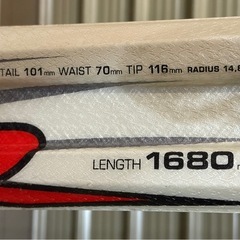 TAIL 101mm WAIST 70mm TIP 116mm RADIUS 14,8
LENGTH 1680